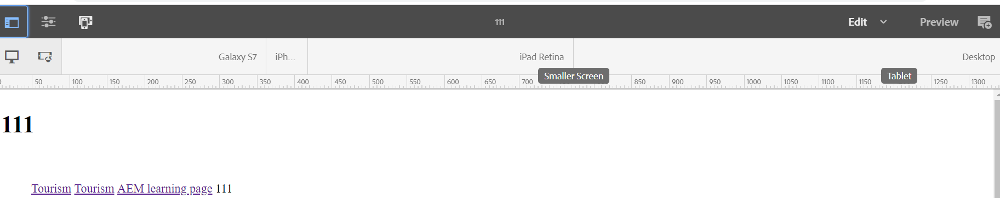 111 Edit Preview
Galaxy S7 iPh... iPad Retina Desktop
Smaller Screen Tablet
50 100 150 200 250 300 350 400 450 500 550 600 650 700 850 900 950 1000 1050 1100 1150 1250 1300
111
Tourism Tourism AEM learning page 111